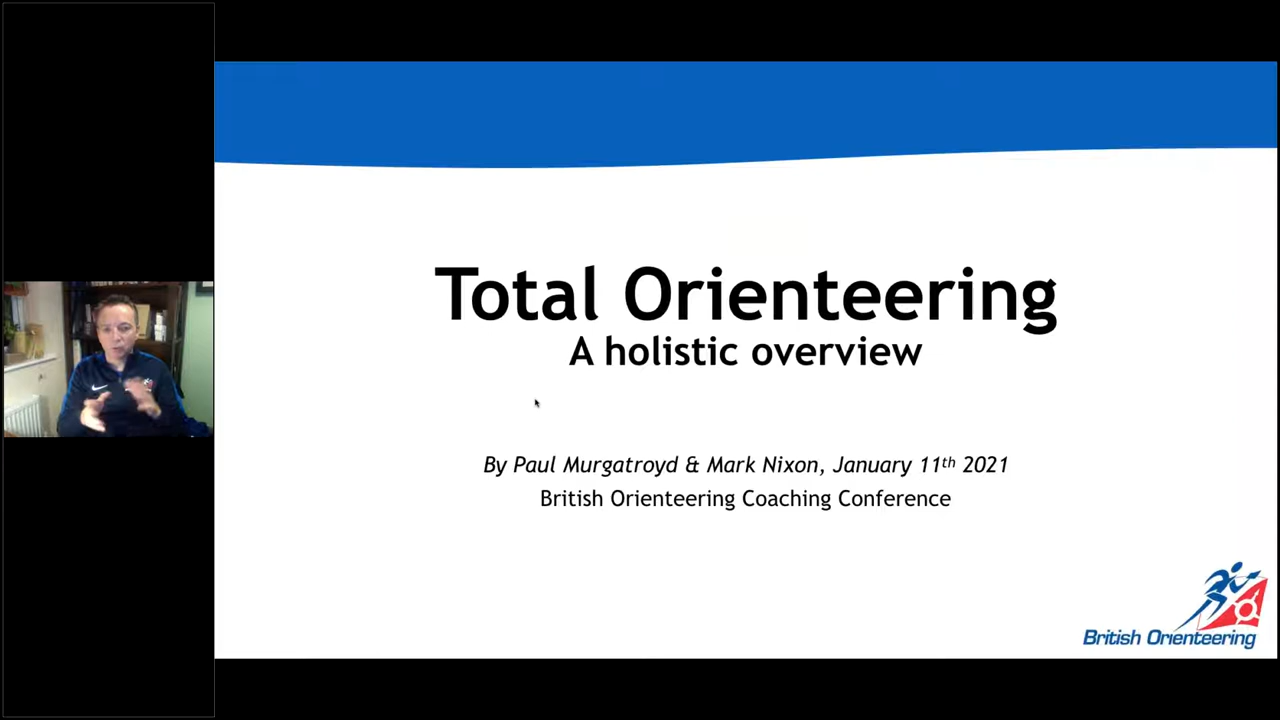 Total Orienteering
A holistic overview
By Paul Murgatroyd & Mark Nixon, January 11th 2021
British Orienteering Coaching Conference
British Orienteering